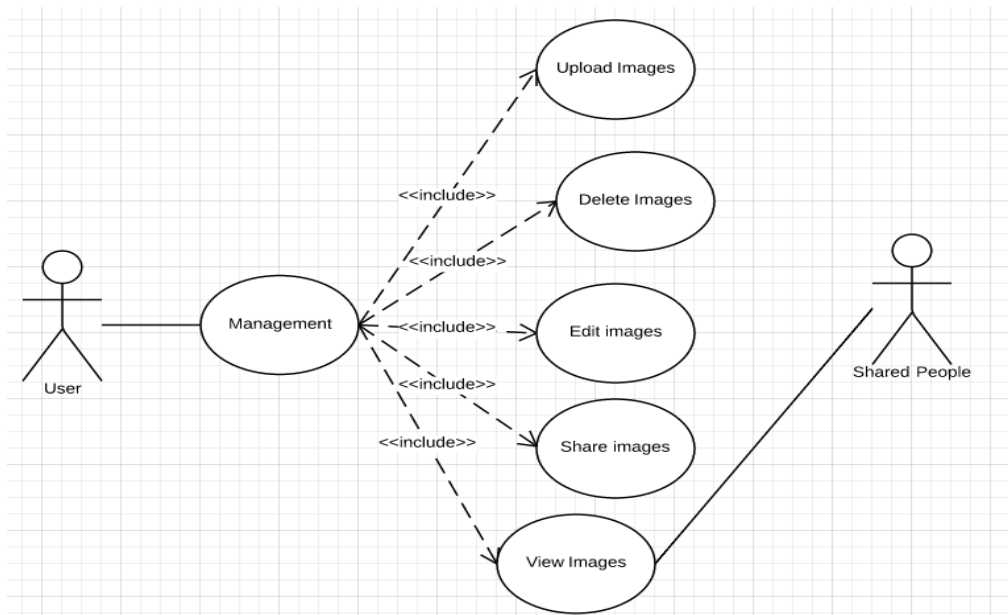 Upload Images
<<include>>
Delete Images
<<include>>
Management
<<include>>
Edit images
User
Shared People
<<include>>
Share images
<<include>>
View Images